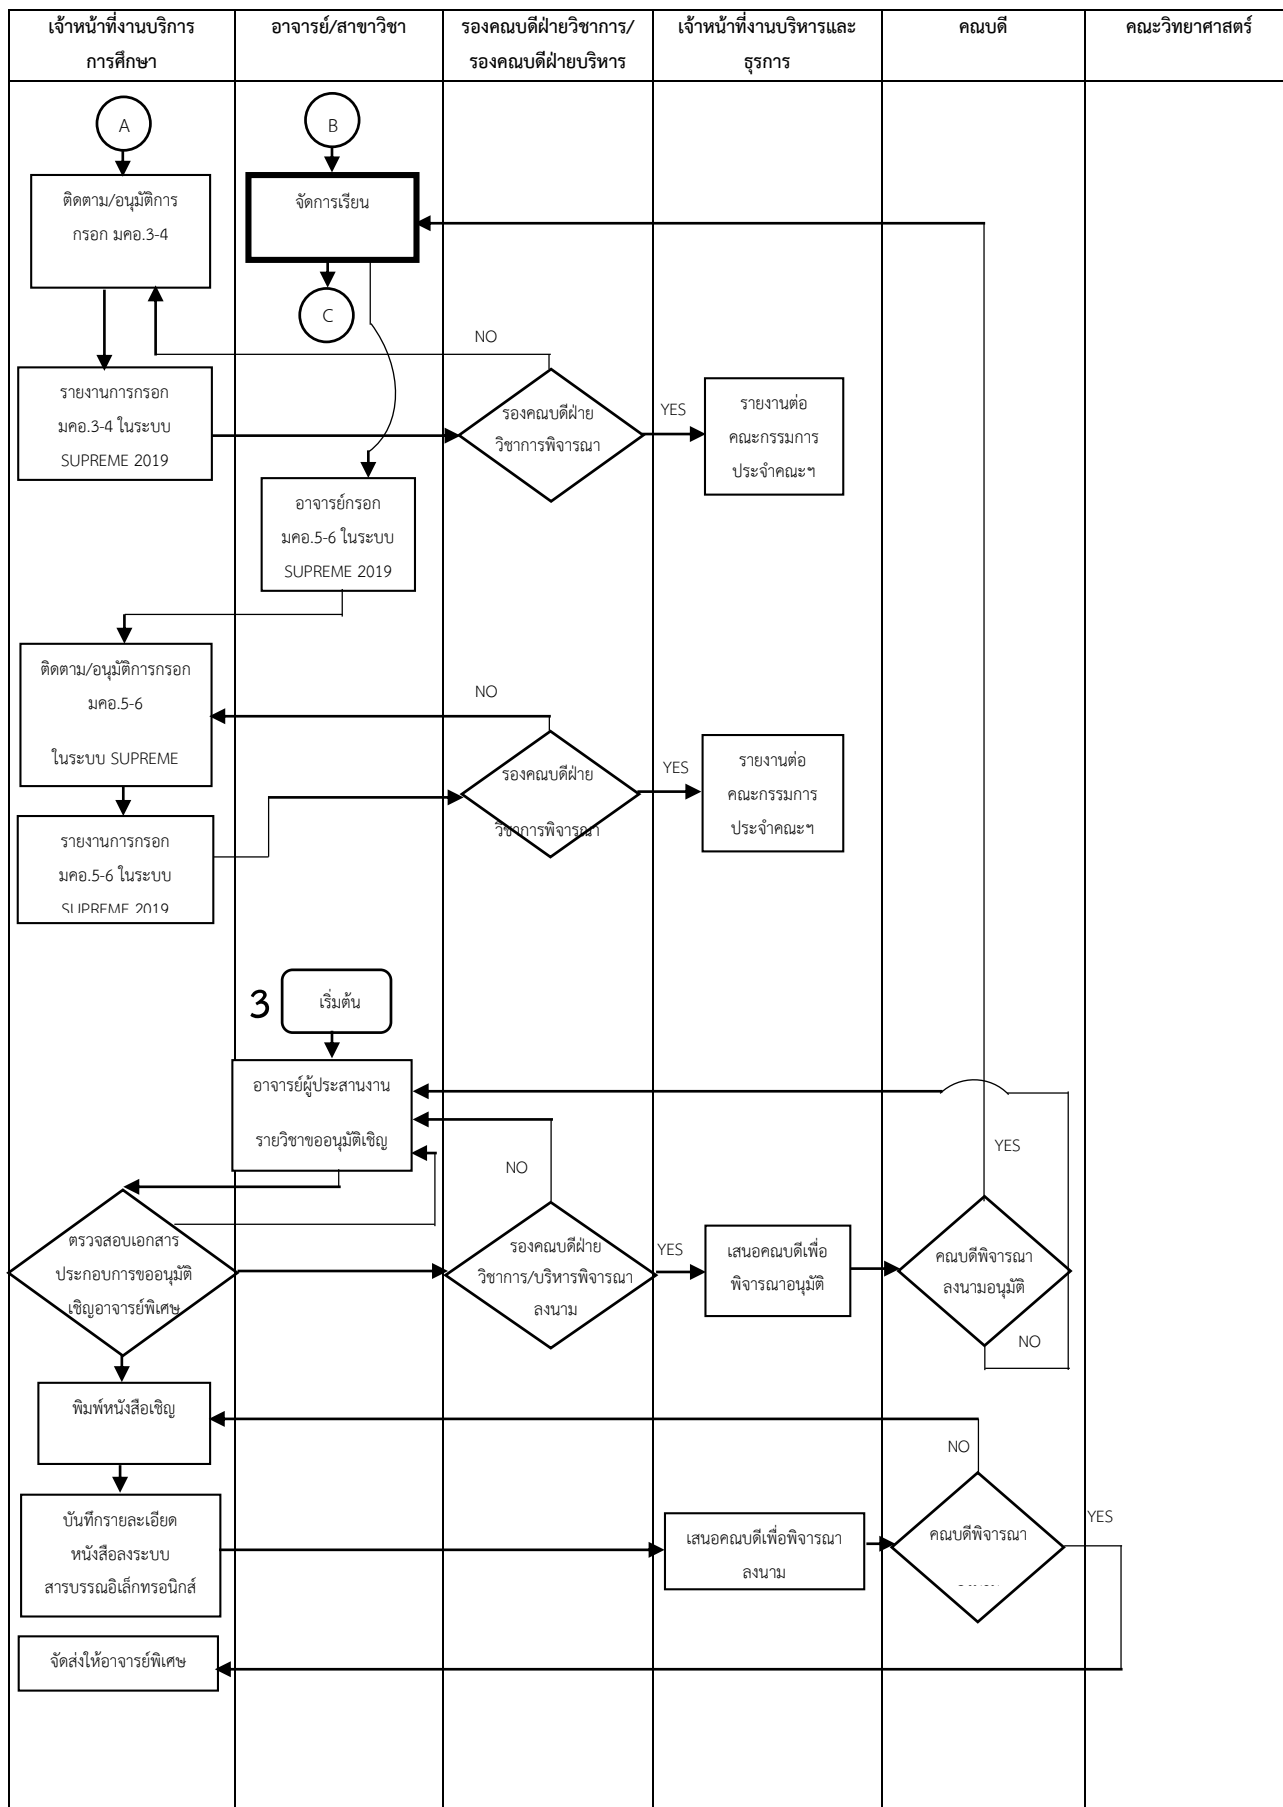 เจ้าหน้าที่งานบริการ
การศึกษา
อาจารย์/สาขาวิชา
รองคณบดีฝ่ายวิชาการ/
รองคณบดีฝ่ายบริหาร
เจ้าหน้าที่งานบริหารและ
ธุรการ
คณบดี
คณะวิทยาศาสตร์
A
B
ติดตาม/อนุมัติการ
กรอก มคอ.3-4
จัดการเรียน
C
NO
รายงานการกรอก
มคอ.3-4 ในระบบ
SUPREME 2019
รองคณบดีฝ่าย
วิชาการพิจารณา
YES
รายงานต่อ
คณะกรรมการ
ประจำคณะฯ
อาจารย์กรอก
มคอ.5-6 ในระบบ
SUPREME 2019
ติดตาม/อนุมัติการกรอก
มคอ.5-6
ในระบบ SUPREME
NO
รองคณบดีฝ่าย
วิชาการพิจารณา
YES
รายงานต่อ
คณะกรรมการ
ประจำคณะฯ
รายงานการกรอก
มคอ.5-6 ในระบบ
SUPREME 2019
3
เริ่มต้น
อาจารย์ผู้ประสานงาน
รายวิชาขออนุมัติเชิญ
NO
YES
ตรวจสอบเอกสาร
ประกอบการขออนุมัติ
เชิญอาจารย์พิเศษ
รองคณบดีฝ่าย
วิชาการ/บริหารพิจารณา
ลงนาม
YES
เสนอคณบดีเพื่อ
พิจารณาอนุมัติ
คณบดีพิจารณา
ลงนามอนุมัติ
NO
พิมพ์หนังสือเชิญ
NO
บันทึกรายละเอียด
หนังสือลงระบบ
สารบรรณอิเล็กทรอนิกส์
เสนอคณบดีเพื่อพิจารณา
ลงนาม
คณบดีพิจารณา
YES
จัดส่งให้อาจารย์พิเศษ